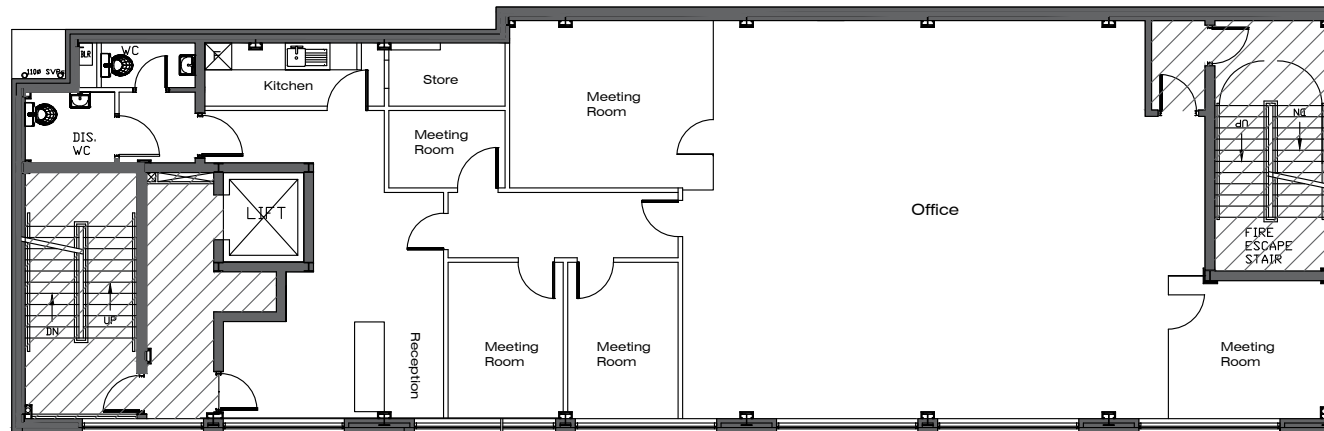 WC
BLR
110ø SVPs
F
Kitchen
Store
Meeting
Room
Meeting
Room
DIS.
WC
LIFT
Office
UP
DN
FIRE
ESCAPE
STAIR
DN
UP
Reception
Meeting
Room
Meeting
Room
Meeting
Room